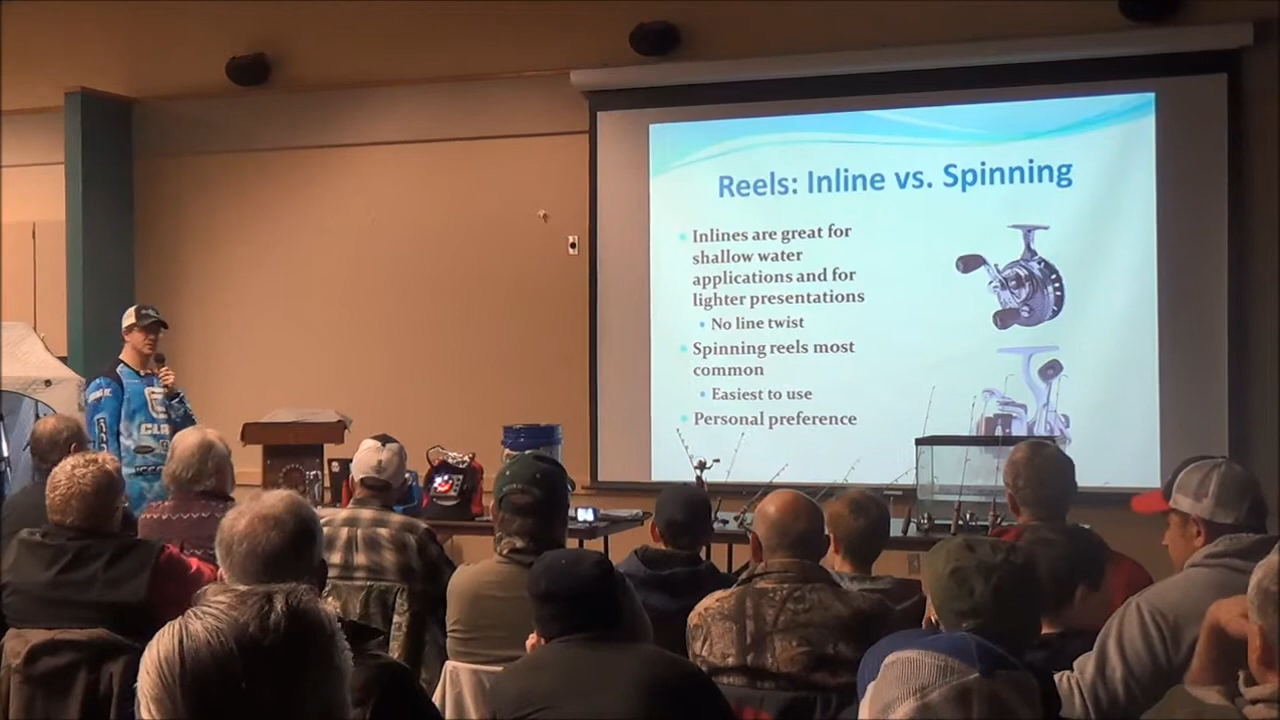 Reels: Inline vs. Spinning
Inlines are great for
shallow water
applications and for
lighter presentations
No line twist
Spinning reels most
common
Easiest to use
Personal preference